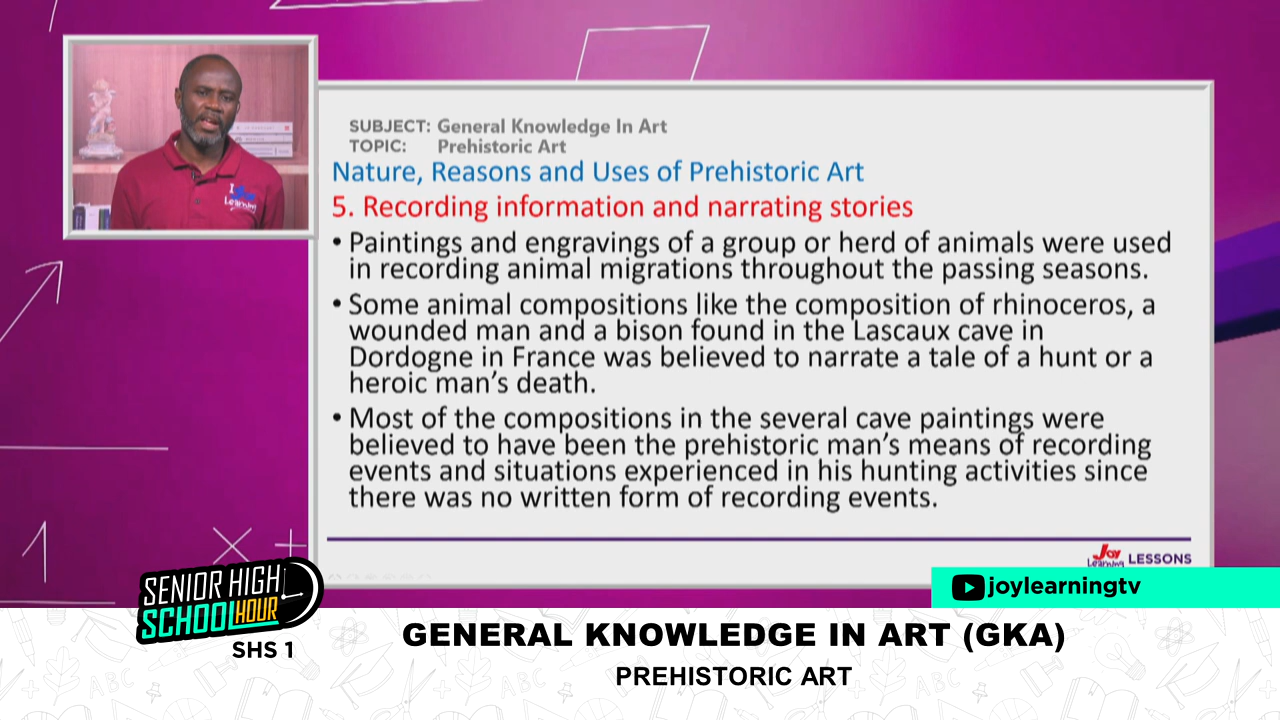 SUBJECT: General Knowledge In Art
TOPIC: Prehistoric Art
Nature, Reasons and Uses of Prehistoric Art
5. Recording information and narrating stories
• Paintings and engravings of a group or herd of animals were used
in recording animal migrations throughout the passing seasons.
• Some animal compositions like the composition of rhinoceros, a
wounded man and a bison found in the Lascaux cave in
Dordogne in France was believed to narrate a tale of a hunt or a
heroic man’s death.
• Most of the compositions in the several cave paintings were
believed to have been the prehistoric man’s means of recording
events and situations experienced in his hunting activities since
there was no written form of recording events.
Joy
Learning
LESSONS
joylearningtv
SENIOR HIGH
SCHOOL HOUR
SHS 1
GENERAL KNOWLEDGE IN ART (GKA)
PREHISTORIC ART
I
Learning
ABC
ABC